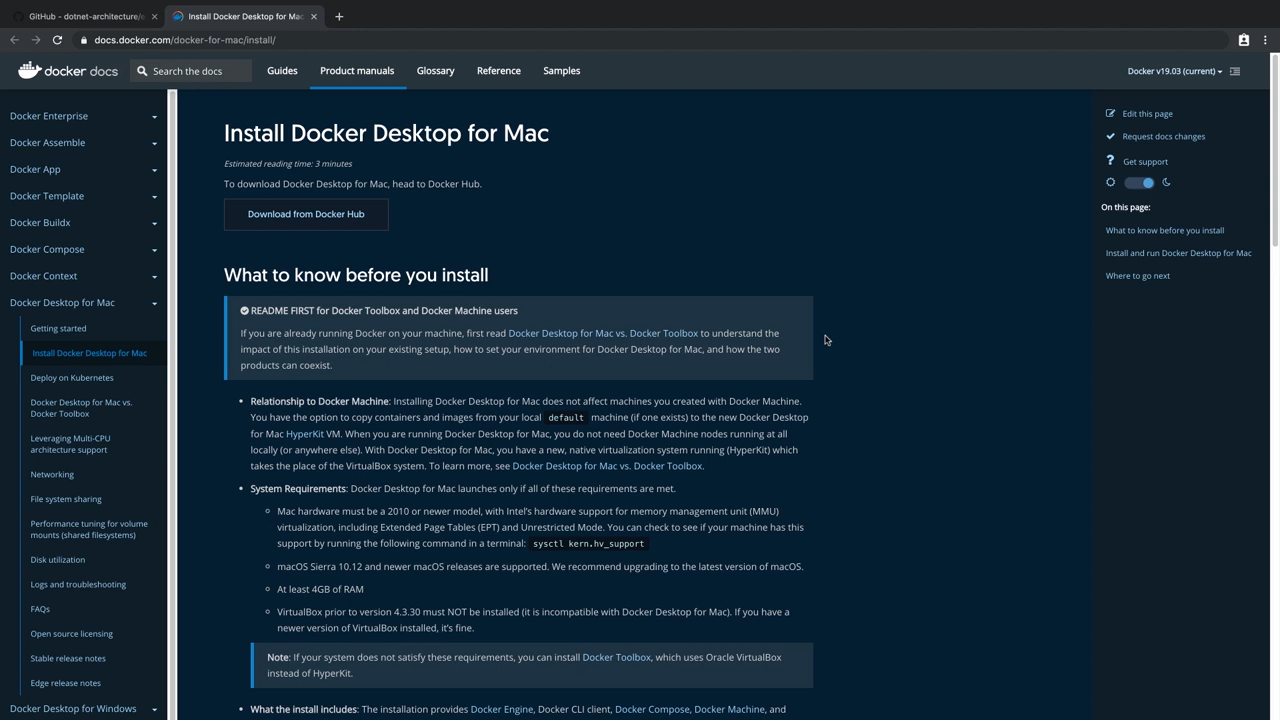 GitHub - dotnet-architecture/e
Install Docker Desktop for Mac
docs.docker.com/docker-for-mac/install/
docker docs
Search the docs
Guides
Product manuals
Glossary
Reference
Samples
Docker v19.03 (current)
Docker Enterprise
Docker Assemble
Docker App
Docker Template
Docker Buildx
Docker Compose
Docker Context
Docker Desktop for Mac
Getting started
Install Docker Desktop for Mac
Deploy on Kubernetes
Docker Desktop for Mac vs.
Docker Toolbox
Leveraging Multi-CPU
architecture support
Networking
File system sharing
Performance tuning for volume
mounts (shared filesystems)
Disk utilization
Logs and troubleshooting
FAQs
Open source licensing
Stable release notes
Edge release notes
Docker Desktop for Windows
Install Docker Desktop for Mac
Estimated reading time: 3 minutes
To download Docker Desktop for Mac, head to Docker Hub.
Download from Docker Hub
What to know before you install
README FIRST for Docker Toolbox and Docker Machine users
If you are already running Docker on your machine, first read Docker Desktop for Mac vs. Docker Toolbox to understand the
impact of this installation on your existing setup, how to set your environment for Docker Desktop for Mac, and how the two
products can coexist.
• Relationship to Docker Machine: Installing Docker Desktop for Mac does not affect machines you created with Docker Machine.
You have the option to copy containers and images from your local default machine (if one exists) to the new Docker Desktop
for Mac HyperKit VM. When you are running Docker Desktop for Mac, you do not need Docker Machine nodes running at all
locally (or anywhere else). With Docker Desktop for Mac, you have a new, native virtualization system running (HyperKit) which
takes the place of the VirtualBox system. To learn more, see Docker Desktop for Mac vs. Docker Toolbox.
• System Requirements: Docker Desktop for Mac launches only if all of these requirements are met.
Mac hardware must be a 2010 or newer model, with Intel's hardware support for memory management unit (MMU)
virtualization, including Extended Page Tables (EPT) and Unrestricted Mode. You can check to see if your machine has this
support by running the following command in a terminal: sysctl kern.hv_support
macOS Sierra 10.12 and newer macOS releases are supported. We recommend upgrading to the latest version of macOS.
At least 4GB of RAM
VirtualBox prior to version 4.3.30 must NOT be installed (it is incompatible with Docker Desktop for Mac). If you have a
newer version of VirtualBox installed, it's fine.
Note: If your system does not satisfy these requirements, you can install Docker Toolbox, which uses Oracle VirtualBox
instead of HyperKit.
• What the install includes: The installation provides Docker Engine, Docker CLI client, Docker Compose, Docker Machine, and
Edit this page
Request docs changes
Get support
On this page:
What to know before you install
Install and run Docker Desktop for Mac
Where to go next